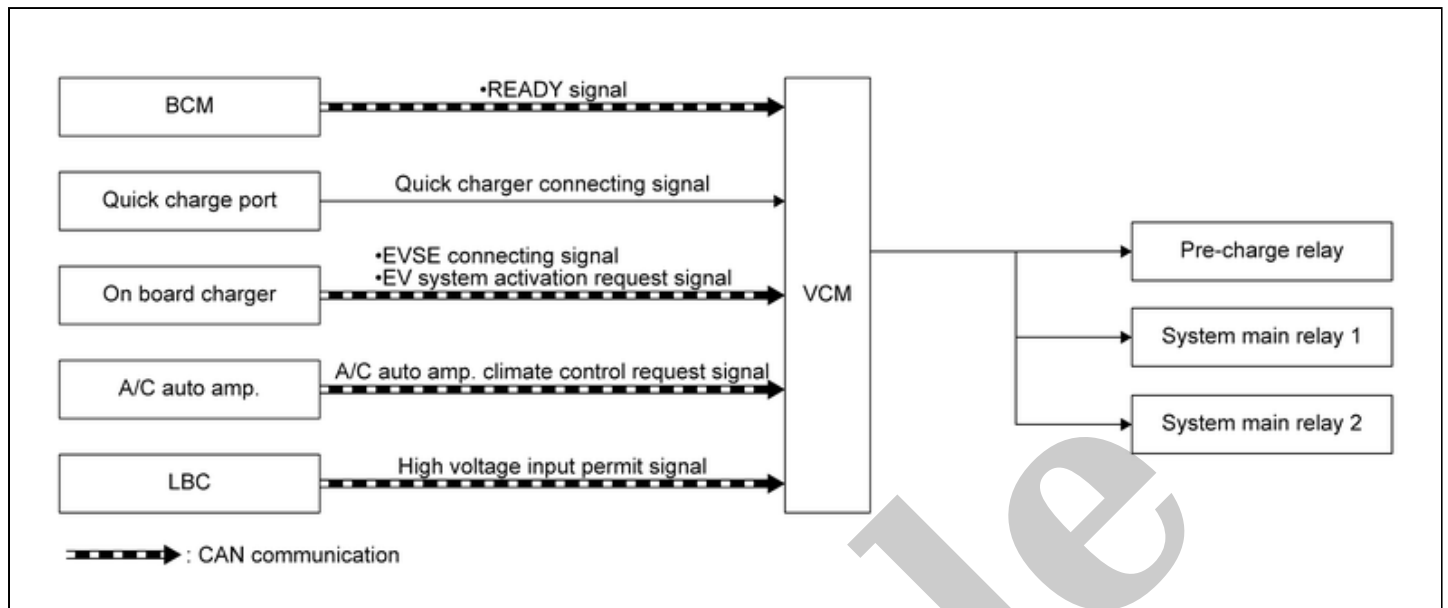 BCM
•READY signal
Quick charge port
Quick charger connecting signal
On board charger
•EVSE connecting signal
•EV system activation request signal
A/C auto amp.
A/C auto amp. climate control request signal
LBC
High voltage input permit signal
VCM
Pre-charge relay
System main relay 1
System main relay 2
: CAN communication
le